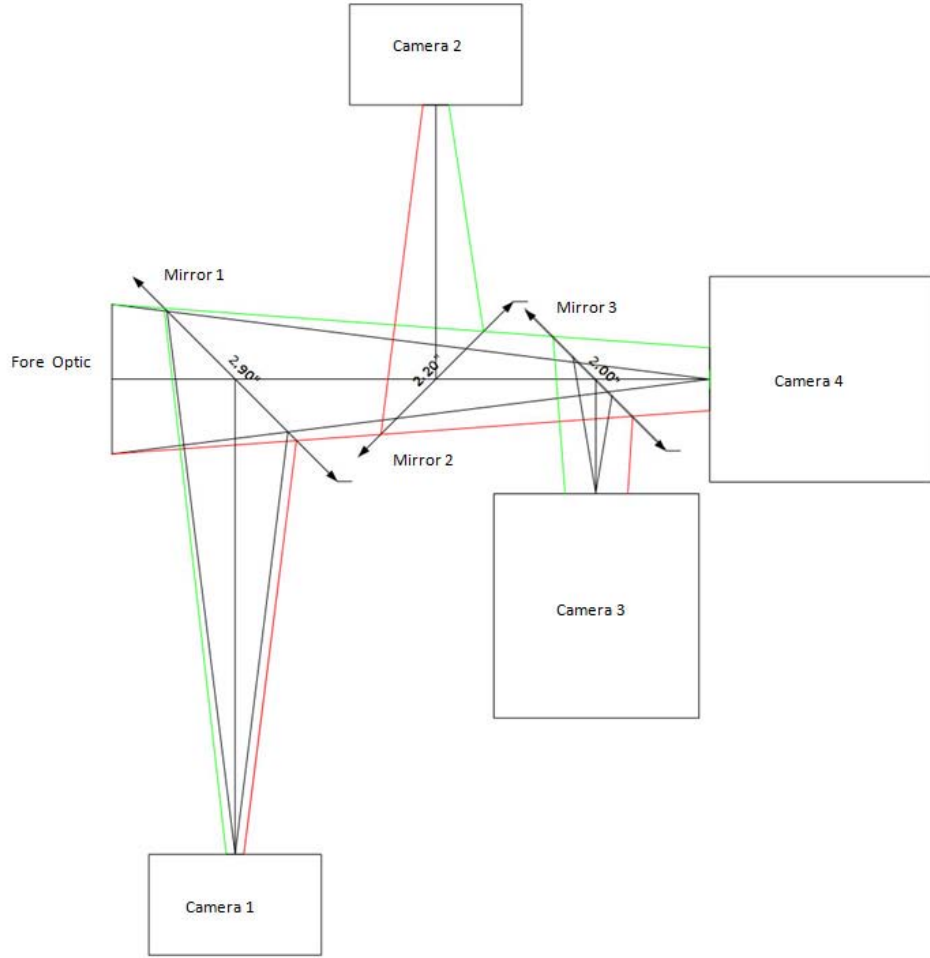 Camera 2
Mirror 1
Mirror 3
Fore Optic
2.90"
2.20"
2.00"
Camera 4
Mirror 2
Camera 3
Camera 1